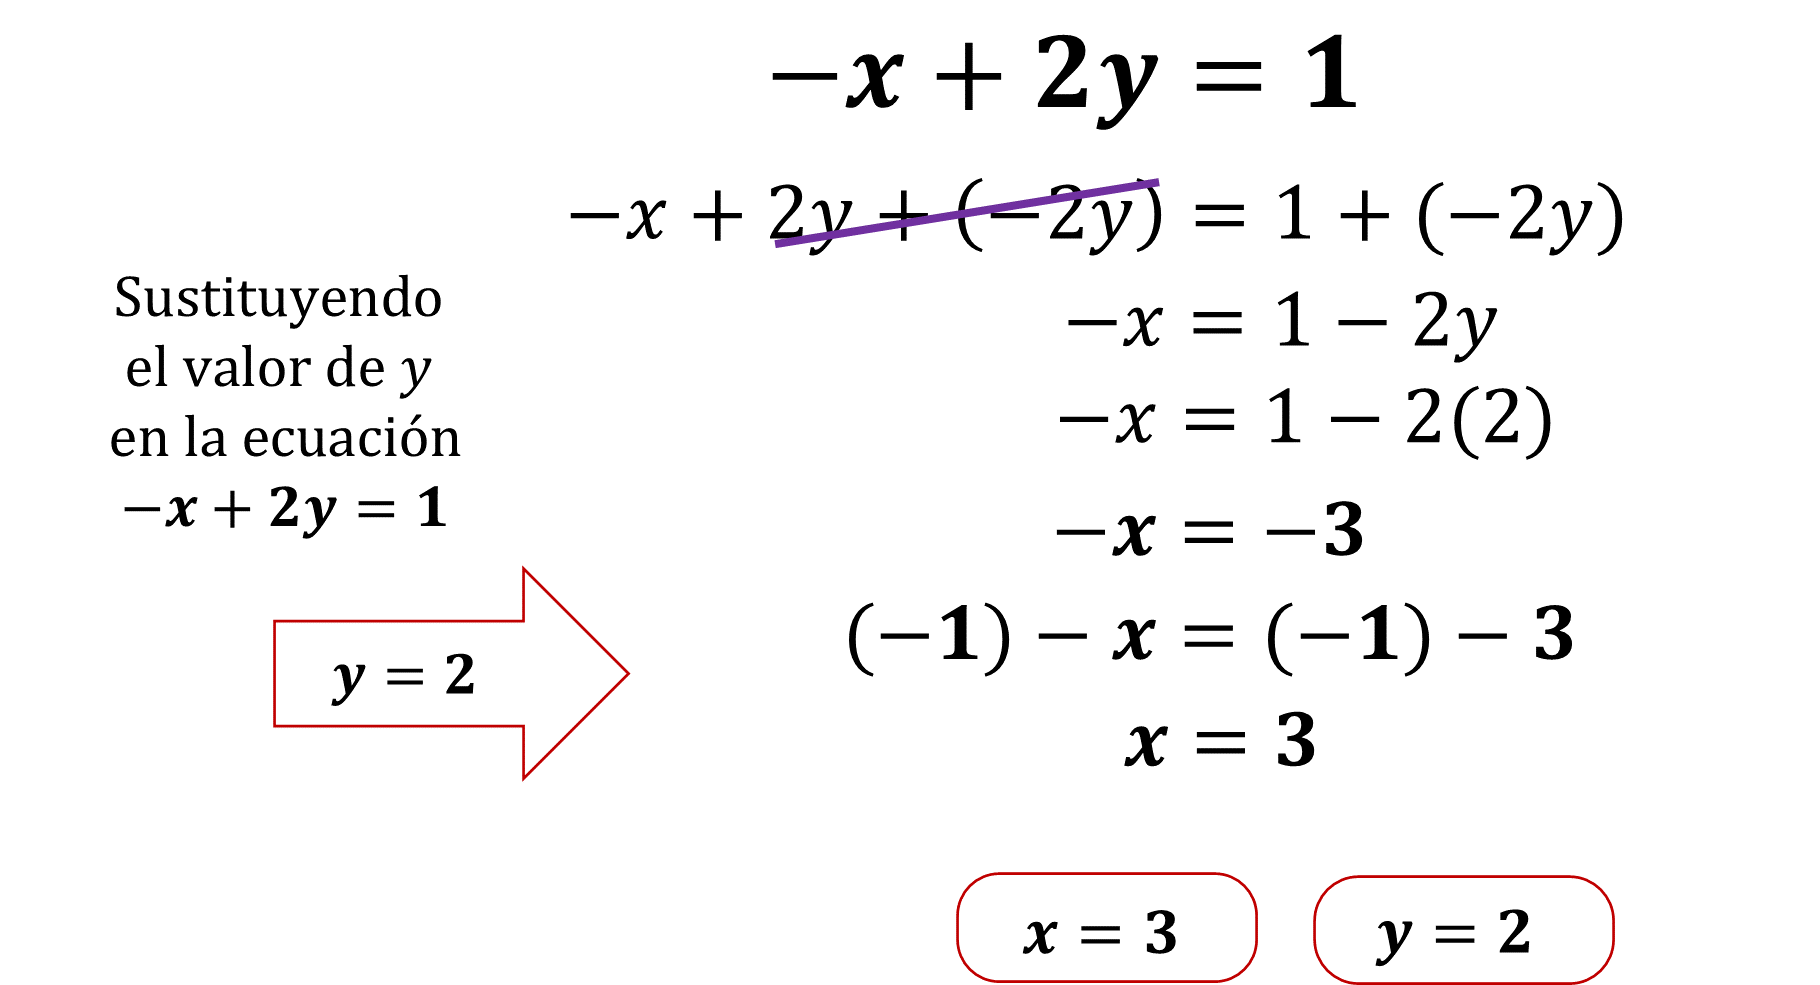 −x + 2y = 1
−x + 2y + (−2y) = 1 + (−2y)
−x = 1 − 2y
−x = 1 − 2(2)
−x = −3
(−1) − x = (−1) − 3
x = 3
Sustituyendo
el valor de y
en la ecuación
−x + 2y = 1
y = 2
x = 3
y = 2